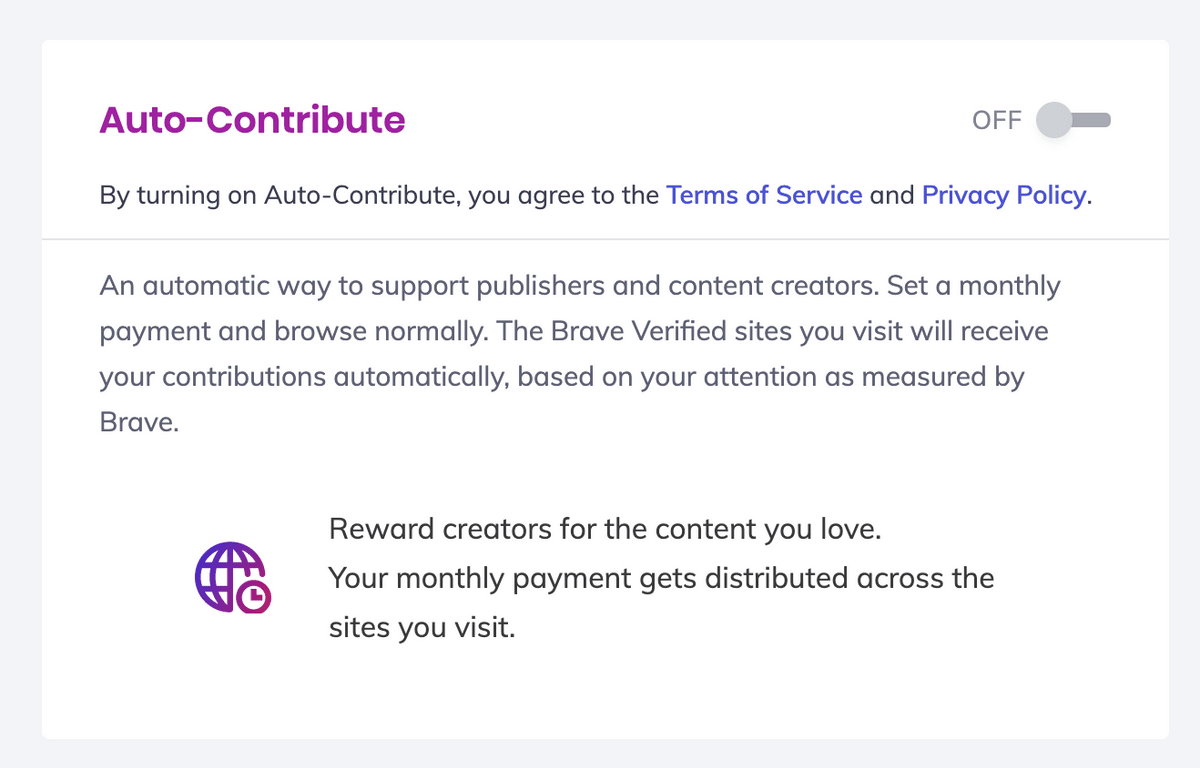 Auto-Contribute
OFF
By turning on Auto-Contribute, you agree to the Terms of Service and Privacy Policy.
An automatic way to support publishers and content creators. Set a monthly
payment and browse normally. The Brave Verified sites you visit will receive
your contributions automatically, based on your attention as measured by
Brave.
Reward creators for the content you love.
Your monthly payment gets distributed across the
sites you visit.